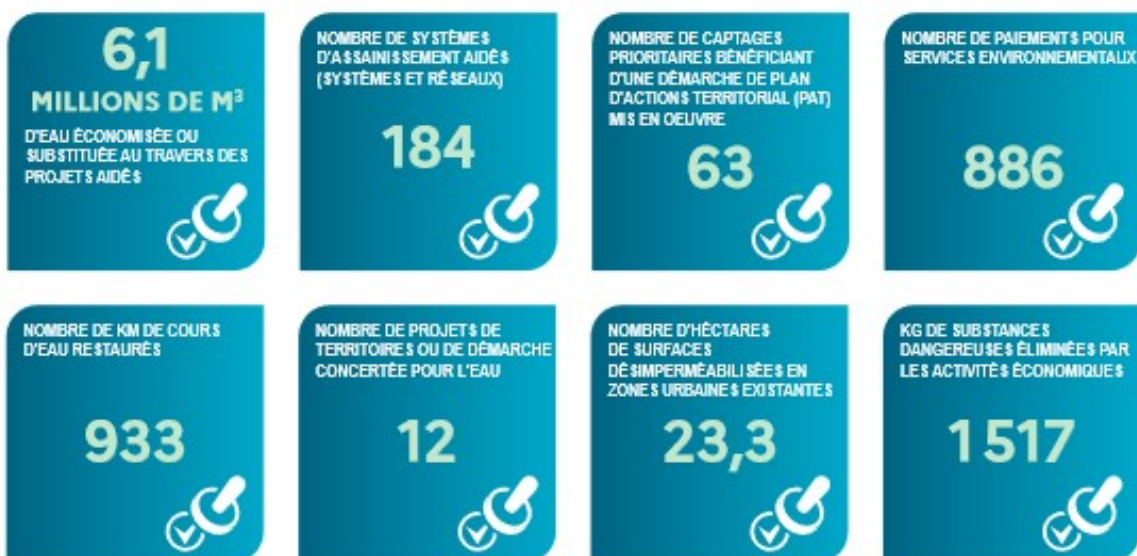 6,1
MILLIONS DE M³
D'EAU ÉCONOMISÉE OU
SUBSTITUÉE AU TRAVERS DES
PROJETS AIDÉS
NOMBRE DE SYSTÈMES
D'ASSAINISSEMENT AIDÉS
(SYSTÈMES ET RÉSEAUX)
184
NOMBRE DE CAPTAGES
PRIORITAIRES BÉNÉFICIANT
D'UNE DÉMARCHE DE PLAN
D'ACTIONS TERRITORIAL (PAT)
MIS EN OEUVRE
63
NOMBRE DE PAIEMENTS POUR
SERVICES ENVIRONNEMENTAUX
886
NOMBRE DE KM DE COURS
D'EAU RESTAURÉS
933
NOMBRE DE PROJETS DE
TERRITOIRES OU DE DÉMARCHE
CONCERTÉE POUR L'EAU
12
NOMBRE D'HÉCTARES
DE SURFACES
DÉSIMPERMÉABILISÉES EN
ZONES URBAINES EXISTANTES
23,3
KG DE SUBSTANCES
DANGEREUSES ÉLIMINÉES PAR
LES ACTIVITÉS ÉCONOMIQUES
1 517